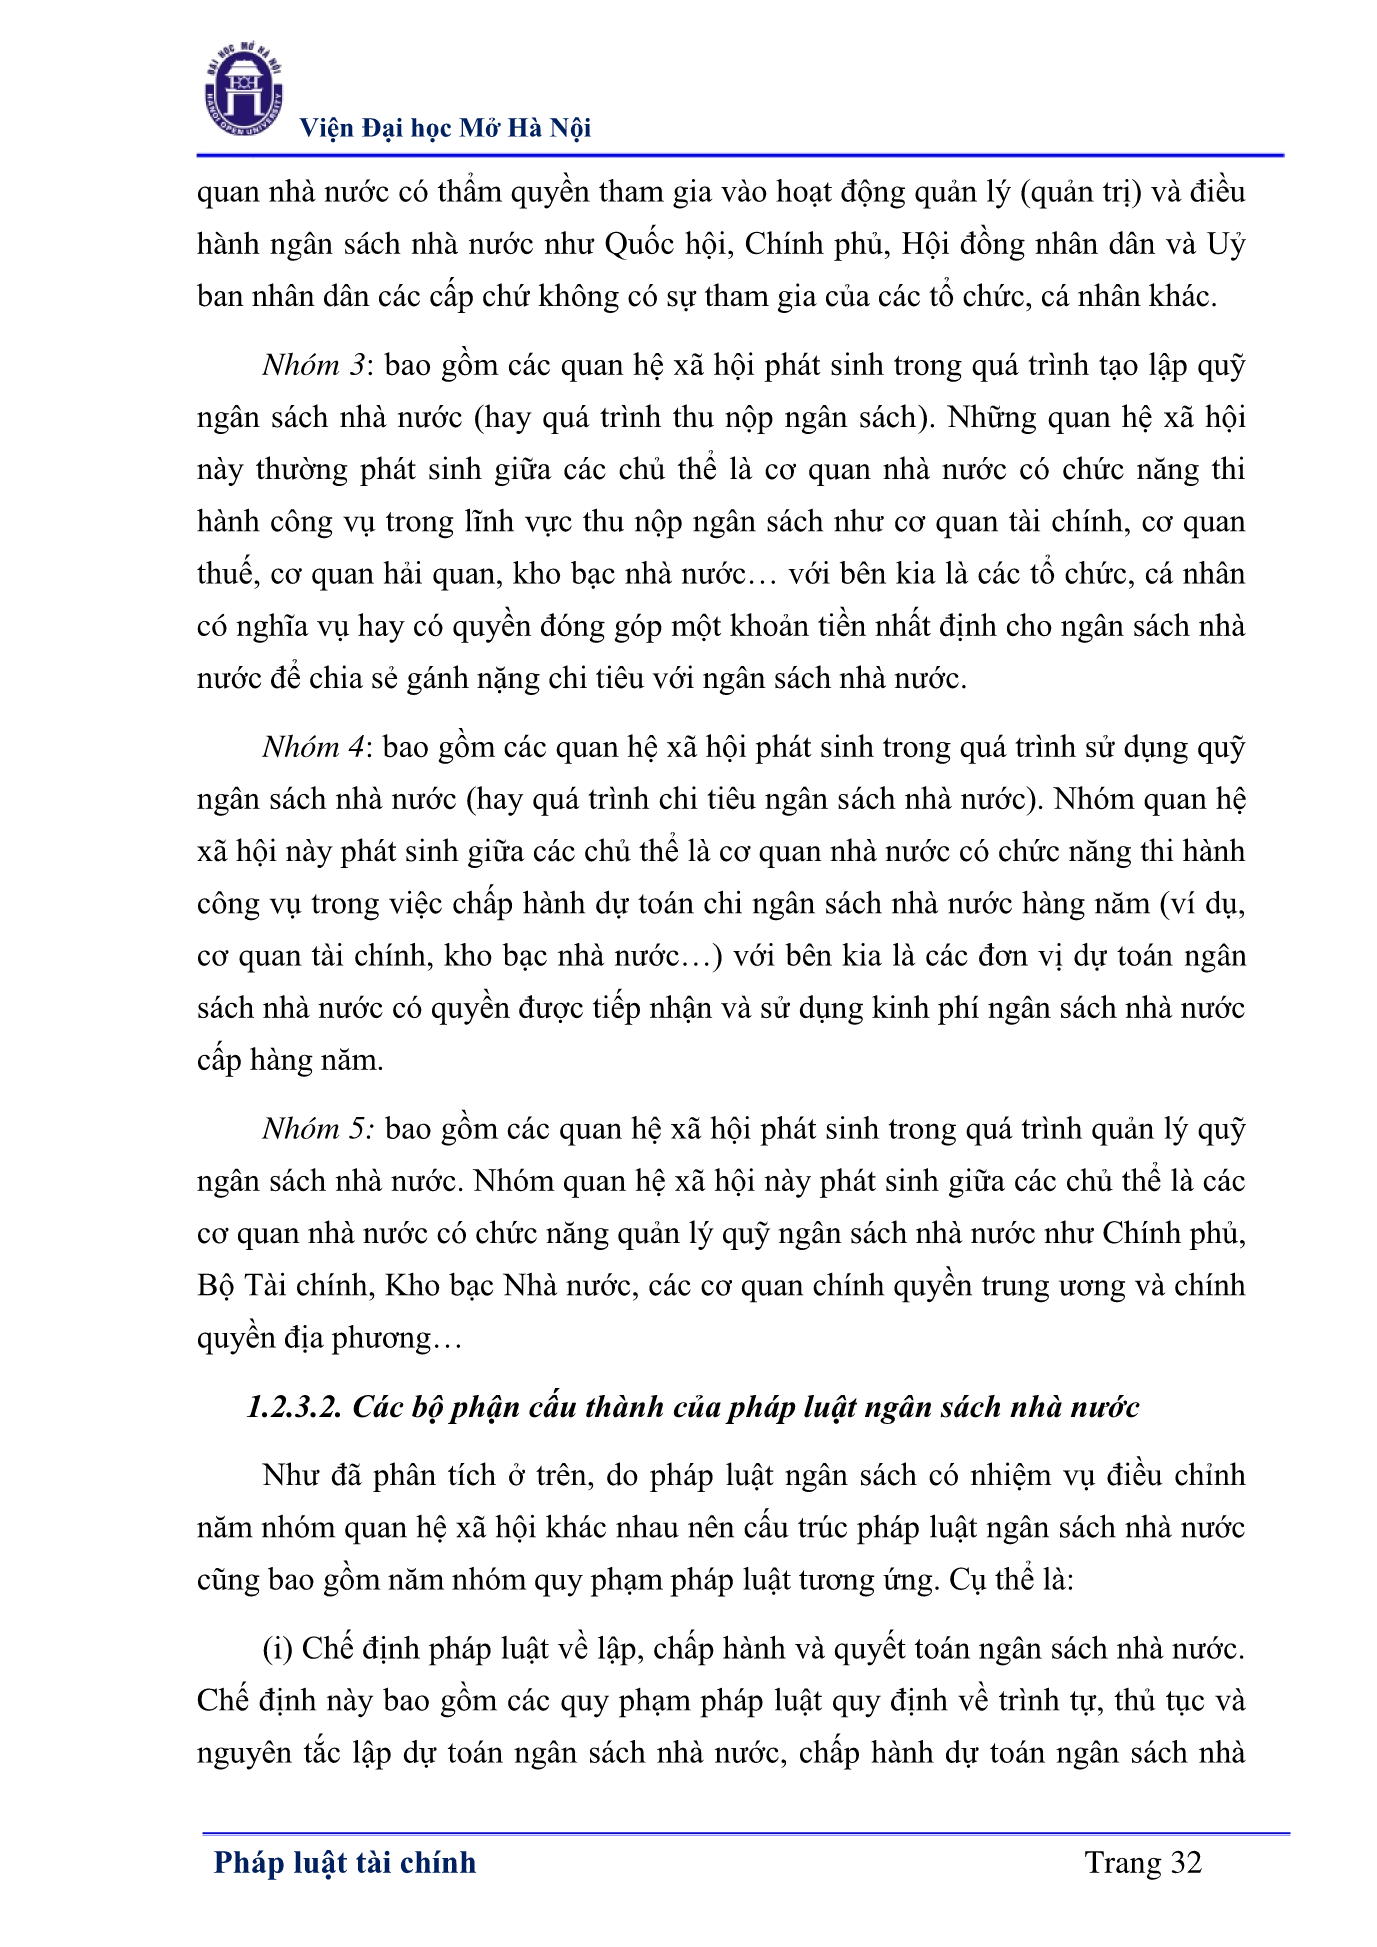 ĐẠI HỌC MỞ HÀ NỘI
HANOI OPEN UNIVERSITY
Viện Đại học Mở Hà Nội
quan nhà nước có thẩm quyền tham gia vào hoạt động quản lý (quản trị) và điều
hành ngân sách nhà nước như Quốc hội, Chính phủ, Hội đồng nhân dân và Uỷ
ban nhân dân các cấp chứ không có sự tham gia của các tổ chức, cá nhân khác.
Nhóm 3: bao gồm các quan hệ xã hội phát sinh trong quá trình tạo lập quỹ
ngân sách nhà nước (hay quá trình thu nộp ngân sách). Những quan hệ xã hội
này thường phát sinh giữa các chủ thể là cơ quan nhà nước có chức năng thi
hành công vụ trong lĩnh vực thu nộp ngân sách như cơ quan tài chính, cơ quan
thuế, cơ quan hải quan, kho bạc nhà nước… với bên kia là các tổ chức, cá nhân
có nghĩa vụ hay có quyền đóng góp một khoản tiền nhất định cho ngân sách nhà
nước để chia sẻ gánh nặng chi tiêu với ngân sách nhà nước.
Nhóm 4: bao gồm các quan hệ xã hội phát sinh trong quá trình sử dụng quỹ
ngân sách nhà nước (hay quá trình chi tiêu ngân sách nhà nước). Nhóm quan hệ
xã hội này phát sinh giữa các chủ thể là cơ quan nhà nước có chức năng thi hành
công vụ trong việc chấp hành dự toán chi ngân sách nhà nước hàng năm (ví dụ,
cơ quan tài chính, kho bạc nhà nước…) với bên kia là các đơn vị dự toán ngân
sách nhà nước có quyền được tiếp nhận và sử dụng kinh phí ngân sách nhà nước
cấp hàng năm.
Nhóm 5: bao gồm các quan hệ xã hội phát sinh trong quá trình quản lý quỹ
ngân sách nhà nước. Nhóm quan hệ xã hội này phát sinh giữa các chủ thể là các
cơ quan nhà nước có chức năng quản lý quỹ ngân sách nhà nước như Chính phủ,
Bộ Tài chính, Kho bạc Nhà nước, các cơ quan chính quyền trung ương và chính
quyền địa phương…
1.2.3.2. Các bộ phận cấu thành của pháp luật ngân sách nhà nước
Như đã phân tích ở trên, do pháp luật ngân sách có nhiệm vụ điều chỉnh
năm nhóm quan hệ xã hội khác nhau nên cấu trúc pháp luật ngân sách nhà nước
cũng bao gồm năm nhóm quy phạm pháp luật tương ứng. Cụ thể là:
(i) Chế định pháp luật về lập, chấp hành và quyết toán ngân sách nhà nước.
Chế định này bao gồm các quy phạm pháp luật quy định về trình tự, thủ tục và
nguyên tắc lập dự toán ngân sách nhà nước, chấp hành dự toán ngân sách nhà
Pháp luật tài chính
Trang 32